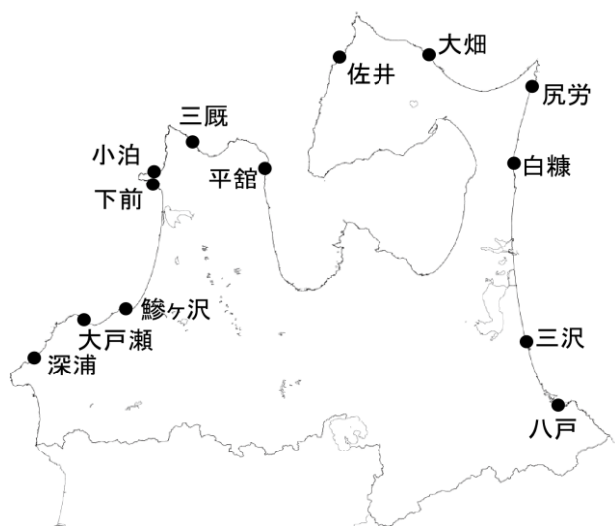 大畑
佐井
尻労
三厩
小泊
平舘
白糠
下前
鰺ヶ沢
大戸瀬
三沢
深浦
八戸